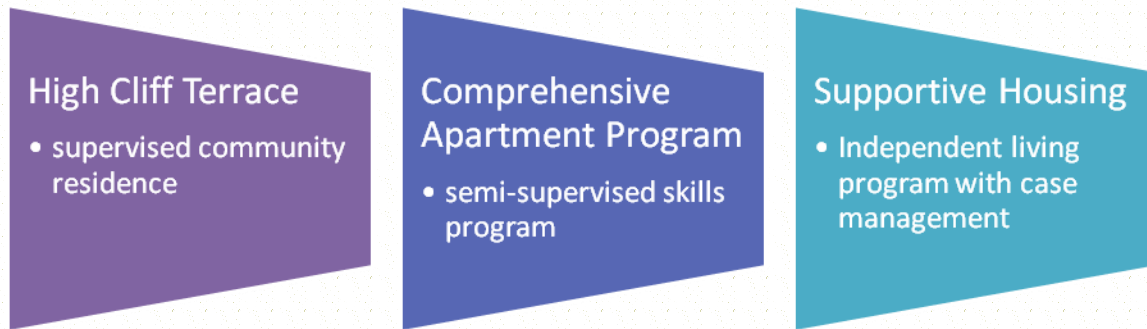 High Cliff Terrace
• supervised community
residence
Comprehensive
Apartment Program
• semi-supervised skills
program
Supportive Housing
• Independent living
program with case
management